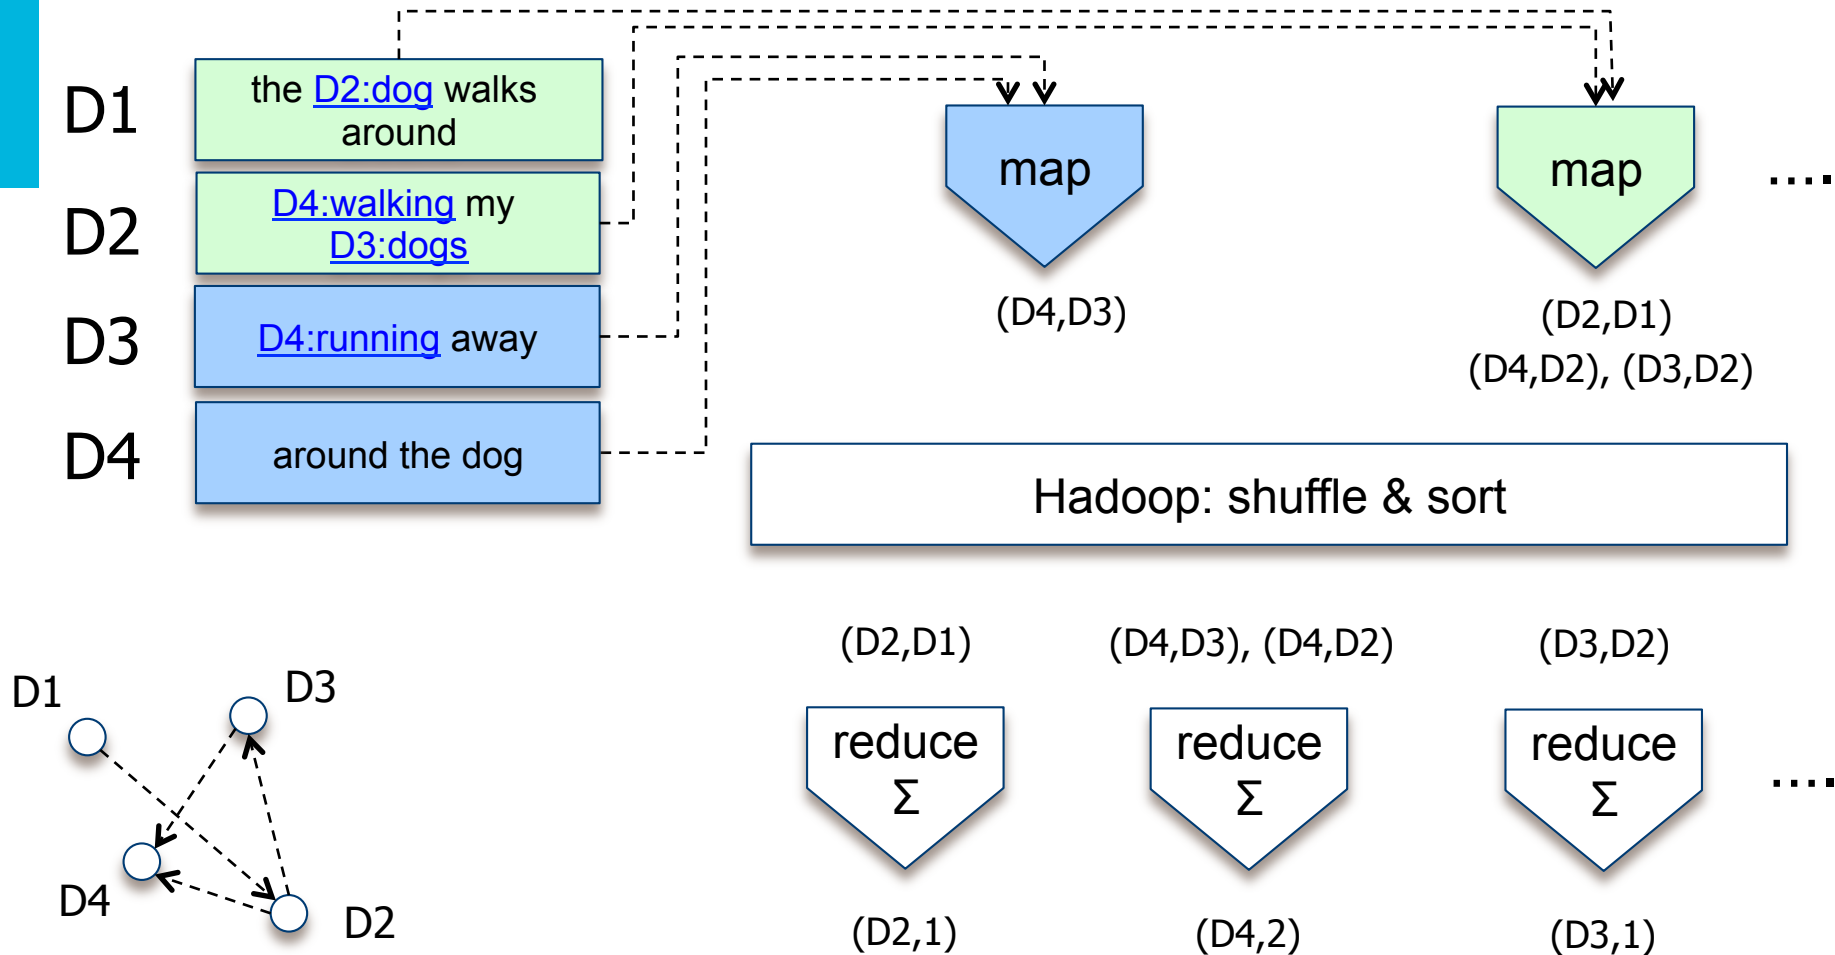 D1
the D2:dog walks
around
D2
D4:walking my
D3:dogs
D3
D4:running away
D4
around the dog
map
map
....
(D4,D3)
(D2,D1)
(D4,D2), (D3,D2)
Hadoop: shuffle & sort
(D2,D1)
(D4,D3), (D4,D2)
(D3,D2)
reduce
Σ
reduce
Σ
reduce
Σ
....
(D2,1)
(D4,2)
(D3,1)
D1
D3
D4
D2